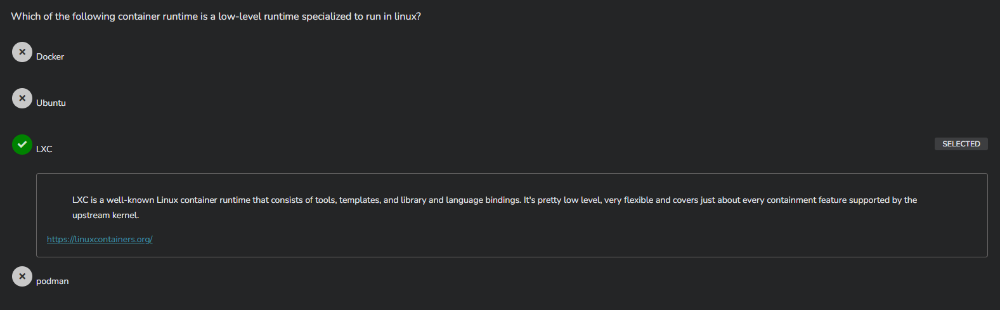 Which of the following container runtime is a low-level runtime specialized to run in linux?
Docker
Ubuntu
LXC
SELECTED
LXC is a well-known Linux container runtime that consists of tools, templates, and library and language bindings. It's pretty low level, very flexible and covers just about every containment feature supported by the
upstream kernel.
https://linuxcontainers.org/
podman